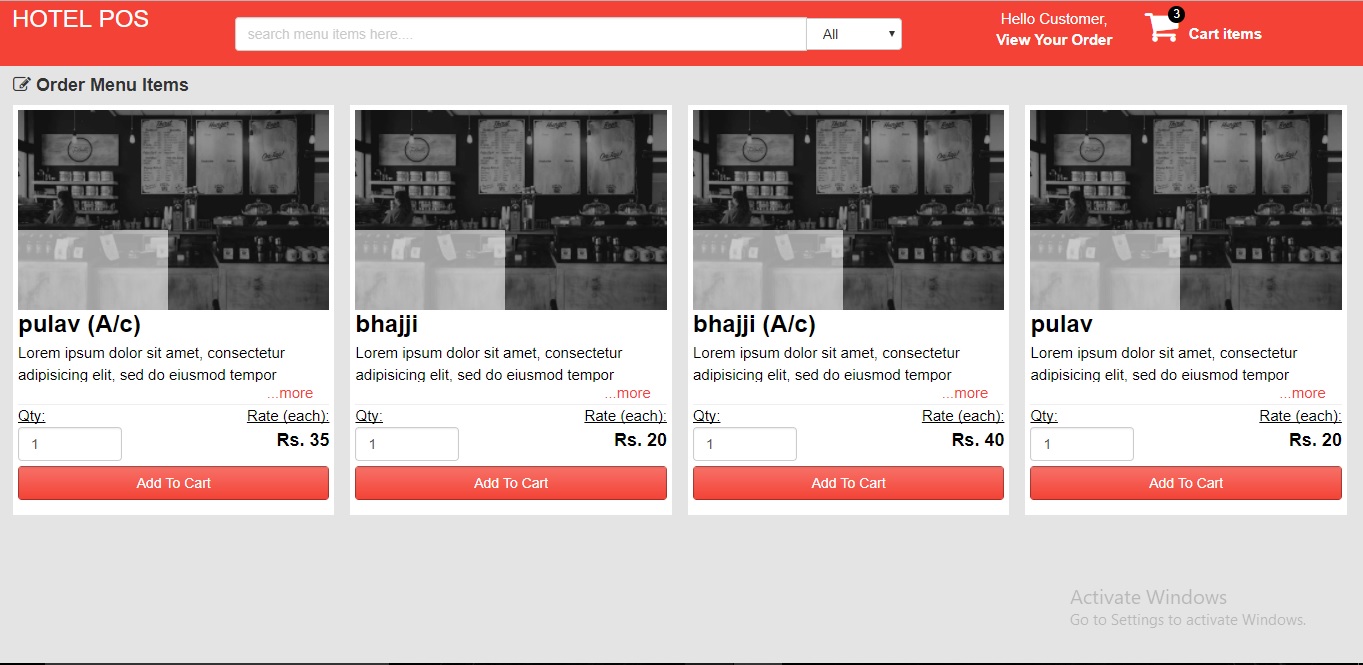 HOTEL POS
search menu items here....
All
Hello Customer,
View Your Order
3
Cart items
Order Menu Items
pulav (A/c)
Lorem ipsum dolor sit amet, consectetur
adipisicing elit, sed do eiusmod tempor
...more
Qty:
Rate (each):
1
Rs. 35
Add To Cart
bhajji
Lorem ipsum dolor sit amet, consectetur
adipisicing elit, sed do eiusmod tempor
...more
Qty:
Rate (each):
1
Rs. 20
Add To Cart
bhajji (A/c)
Lorem ipsum dolor sit amet, consectetur
adipisicing elit, sed do eiusmod tempor
...more
Qty:
Rate (each):
1
Rs. 40
Add To Cart
pulav
Lorem ipsum dolor sit amet, consectetur
adipisicing elit, sed do eiusmod tempor
...more
Qty:
Rate (each):
1
Rs. 20
Add To Cart
Activate Windows
Go to Settings to activate Windows.